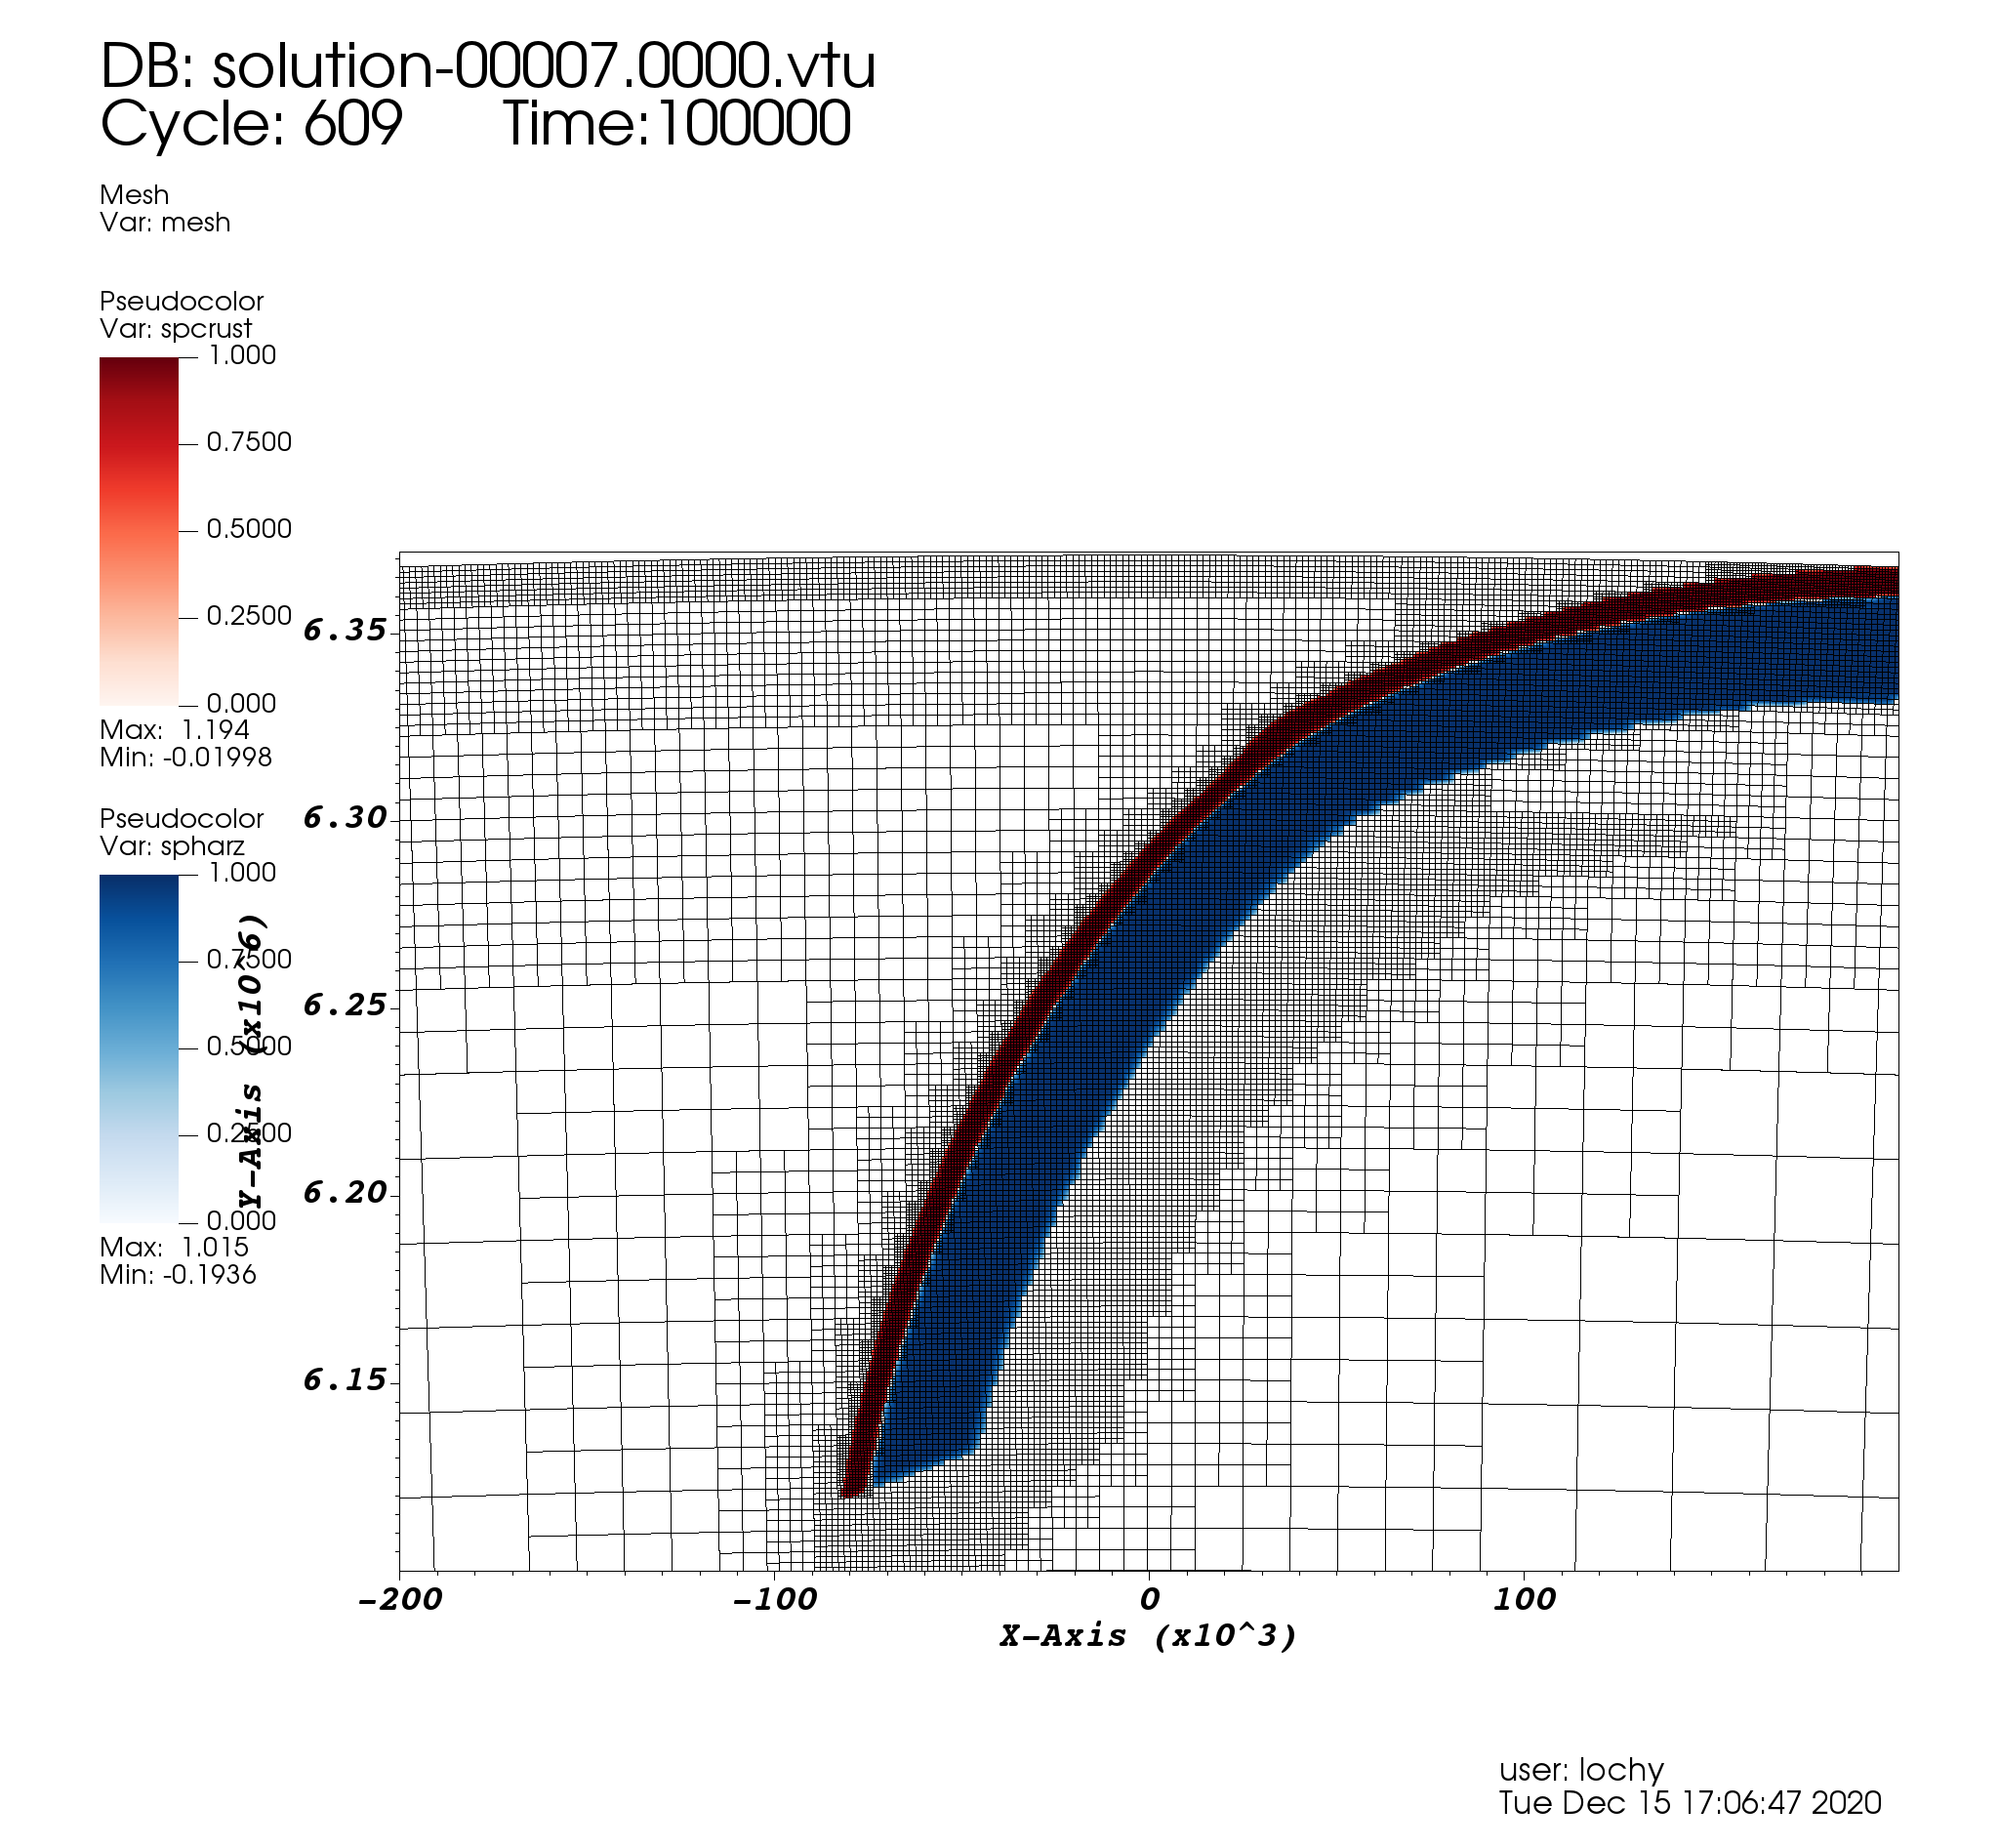 DB: solution-00007.0000.vtu
Cycle: 609 Time:100000
Mesh
Var: mesh
Pseudocolor
Var: spcrust
1.000
0.7500
0.5000
0.2500
0.000
Max: 1.194
Min: -0.01998
Pseudocolor
Var: spharz
1.000
0.7500
0.5000
0.2500
0.000
Max: 1.015
Min: -0.1936
Y-Axis (x10^6)
6.35
6.30
6.25
6.20
6.15
-200
-100
0
100
X-Axis (x10^3)
user: lochy
Tue Dec 15 17:06:47 2020